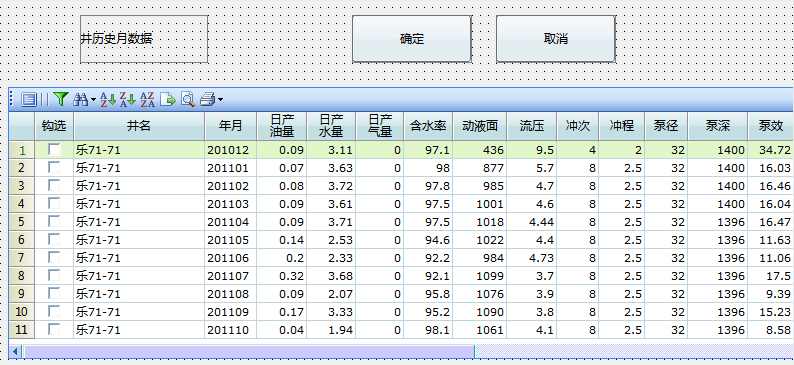 井历史月数据 确定 取消
钩选 井名 年月 日产油量 日产水量 日产气量 含水率 动液面 流压 冲次 冲程 泵径 泵深 泵效
1 乐71-71 201012 0.09 3.11 0 97.1 436 9.5 4 2 32 1400 34.72
2 乐71-71 201101 0.07 3.63 0 98 877 5.7 8 2.5 32 1400 16.03
3 乐71-71 201102 0.08 3.72 0 97.8 985 4.7 8 2.5 32 1400 16.46
4 乐71-71 201103 0.09 3.61 0 97.5 1001 4.6 8 2.5 32 1400 16.04
5 乐71-71 201104 0.09 3.71 0 97.5 1018 4.44 8 2.5 32 1396 16.47
6 乐71-71 201105 0.14 2.53 0 94.6 1022 4.4 8 2.5 32 1396 11.63
7 乐71-71 201106 0.2 2.33 0 92.2 984 4.73 8 2.5 32 1396 11.06
8 乐71-71 201107 0.32 3.68 0 92.1 1099 3.7 8 2.5 32 1396 17.5
9 乐71-71 201108 0.09 2.07 0 95.8 1076 3.9 8 2.5 32 1396 9.39
10 乐71-71 201109 0.17 3.33 0 95.2 1090 3.8 8 2.5 32 1396 15.23
11 乐71-71 201110 0.04 1.94 0 98.1 1061 4.1 8 2.5 32 1396 8.58